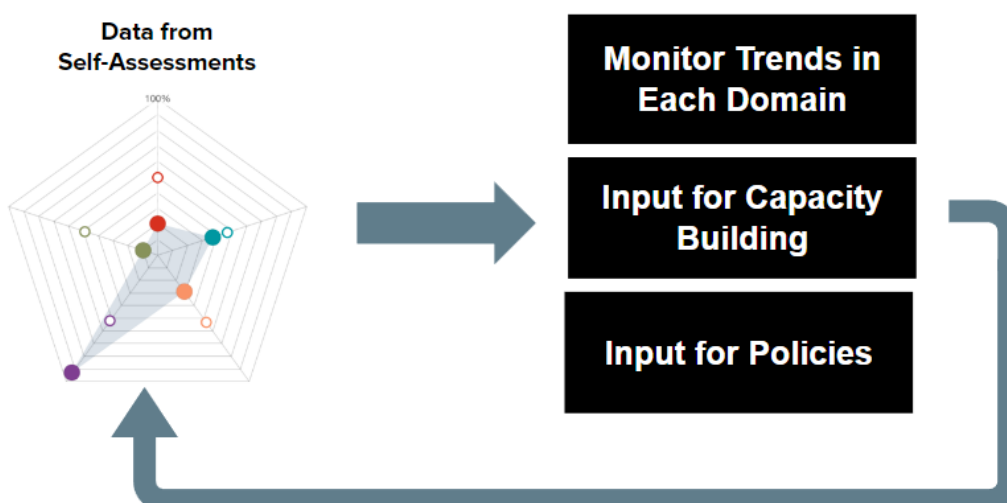 Data from
Self-Assessments
100%
Monitor Trends in
Each Domain
Input for Capacity
Building
Input for Policies